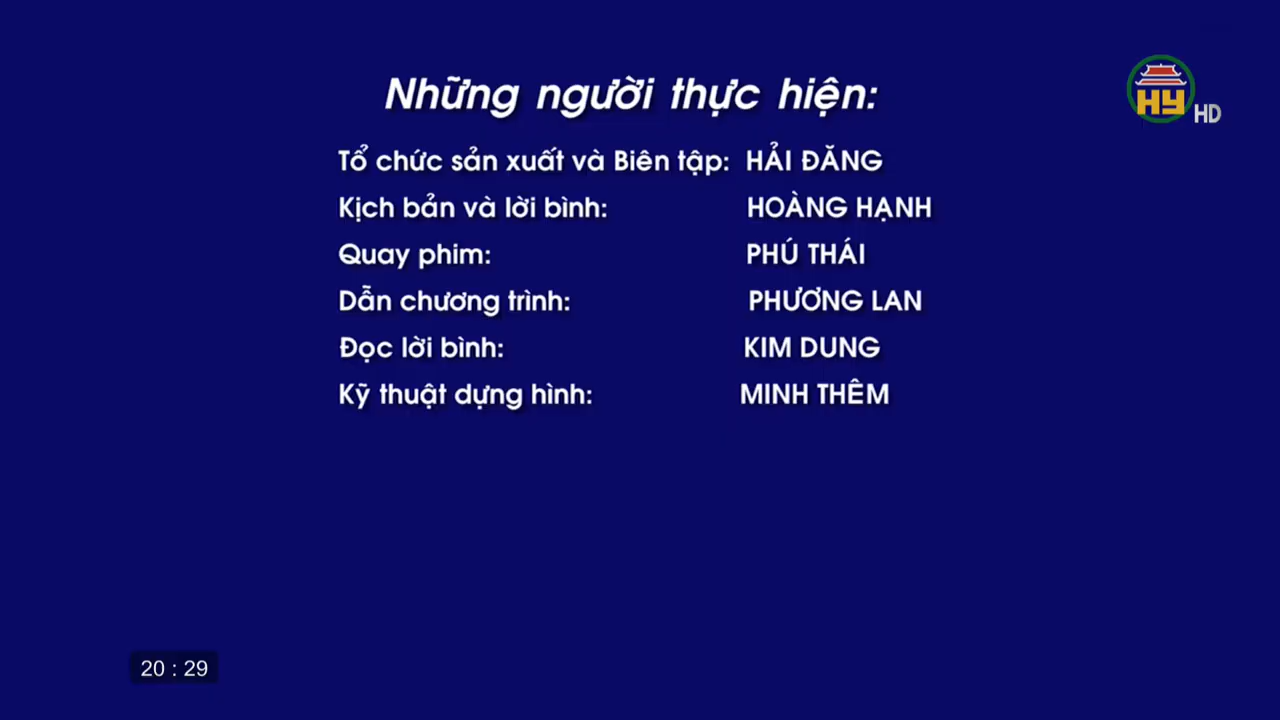 Những người thực hiện:
HY HD
Tổ chức sản xuất và Biên tập: HẢI ĐĂNG
Kịch bản và lời bình: HOÀNG HẠNH
Quay phim: PHÚ THÁI
Dẫn chương trình: PHƯƠNG LAN
Đọc lời bình: KIM DUNG
Kỹ thuật dựng hình: MINH THÊM
20 : 29